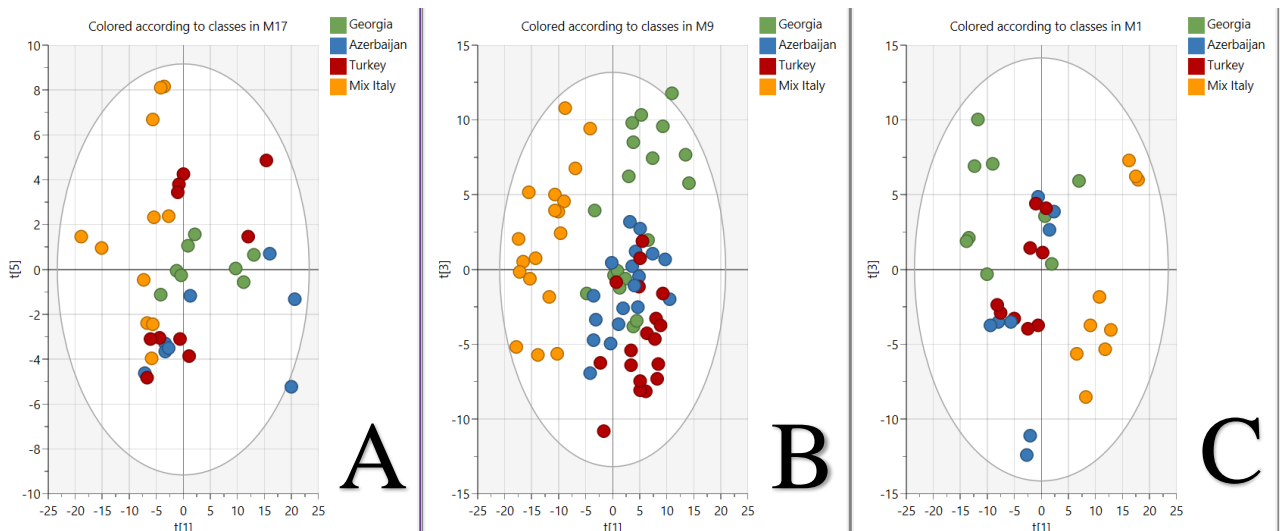 Colored according to classes in M17
Georgia
Azerbaijan
Turkey
Mix Italy
10
8
6
4
2
0
-2
-4
-6
-8
-10
t[5]
-25 -20 -15 -10 -5 0 5 10 15 20 25
t[1]
A
Colored according to classes in M9
Georgia
Azerbaijan
Turkey
Mix Italy
15
10
5
0
-5
-10
-15
t[3]
-25 -20 -15 -10 -5 0 5 10 15 20 25
t[1]
B
Colored according to classes in M1
Georgia
Azerbaijan
Turkey
Mix Italy
15
10
5
0
-5
-10
-15
t[3]
-25 -20 -15 -10 -5 0 5 10 15 20 25
t[1]
C